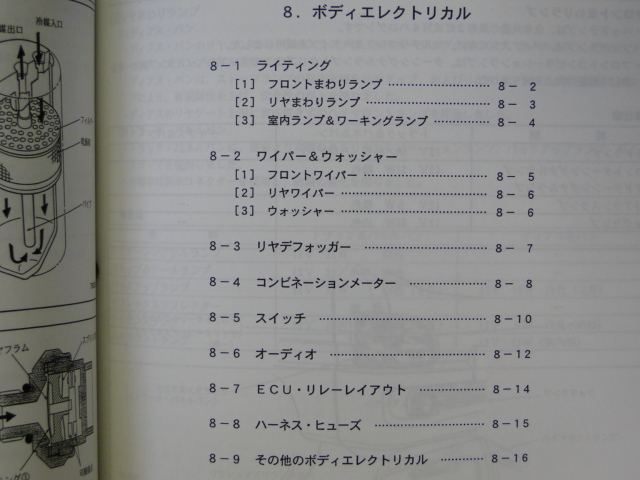 8．ボディエレクトリカル
8－1 ライティング
［1］ フロントまわりランプ …………………………… 8－ 2
［2］ リヤまわりランプ …………………………… 8－ 3
［3］ 室内ランプ＆ワーキングランプ …………… 8－ 4
8－2 ワイパー＆ウォッシャー
［1］ フロントワイパー …………………………… 8－ 5
［2］ リヤワイパー …………………………… 8－ 6
［3］ ウォッシャー …………………………… 8－ 6
8－3 リヤデフォッガー …………………………… 8－ 7
8－4 コンビネーションメーター …………………… 8－ 8
8－5 スイッチ …………………………… 8－10
8－6 オーディオ …………………………… 8－12
8－7 ＥＣＵ・リレーレイアウト ……………… 8－14
8－8 ハーネス・ヒューズ …………………… 8－15
8－9 その他のボディエレクトリカル …………… 8－16
媒出口
冷媒入口